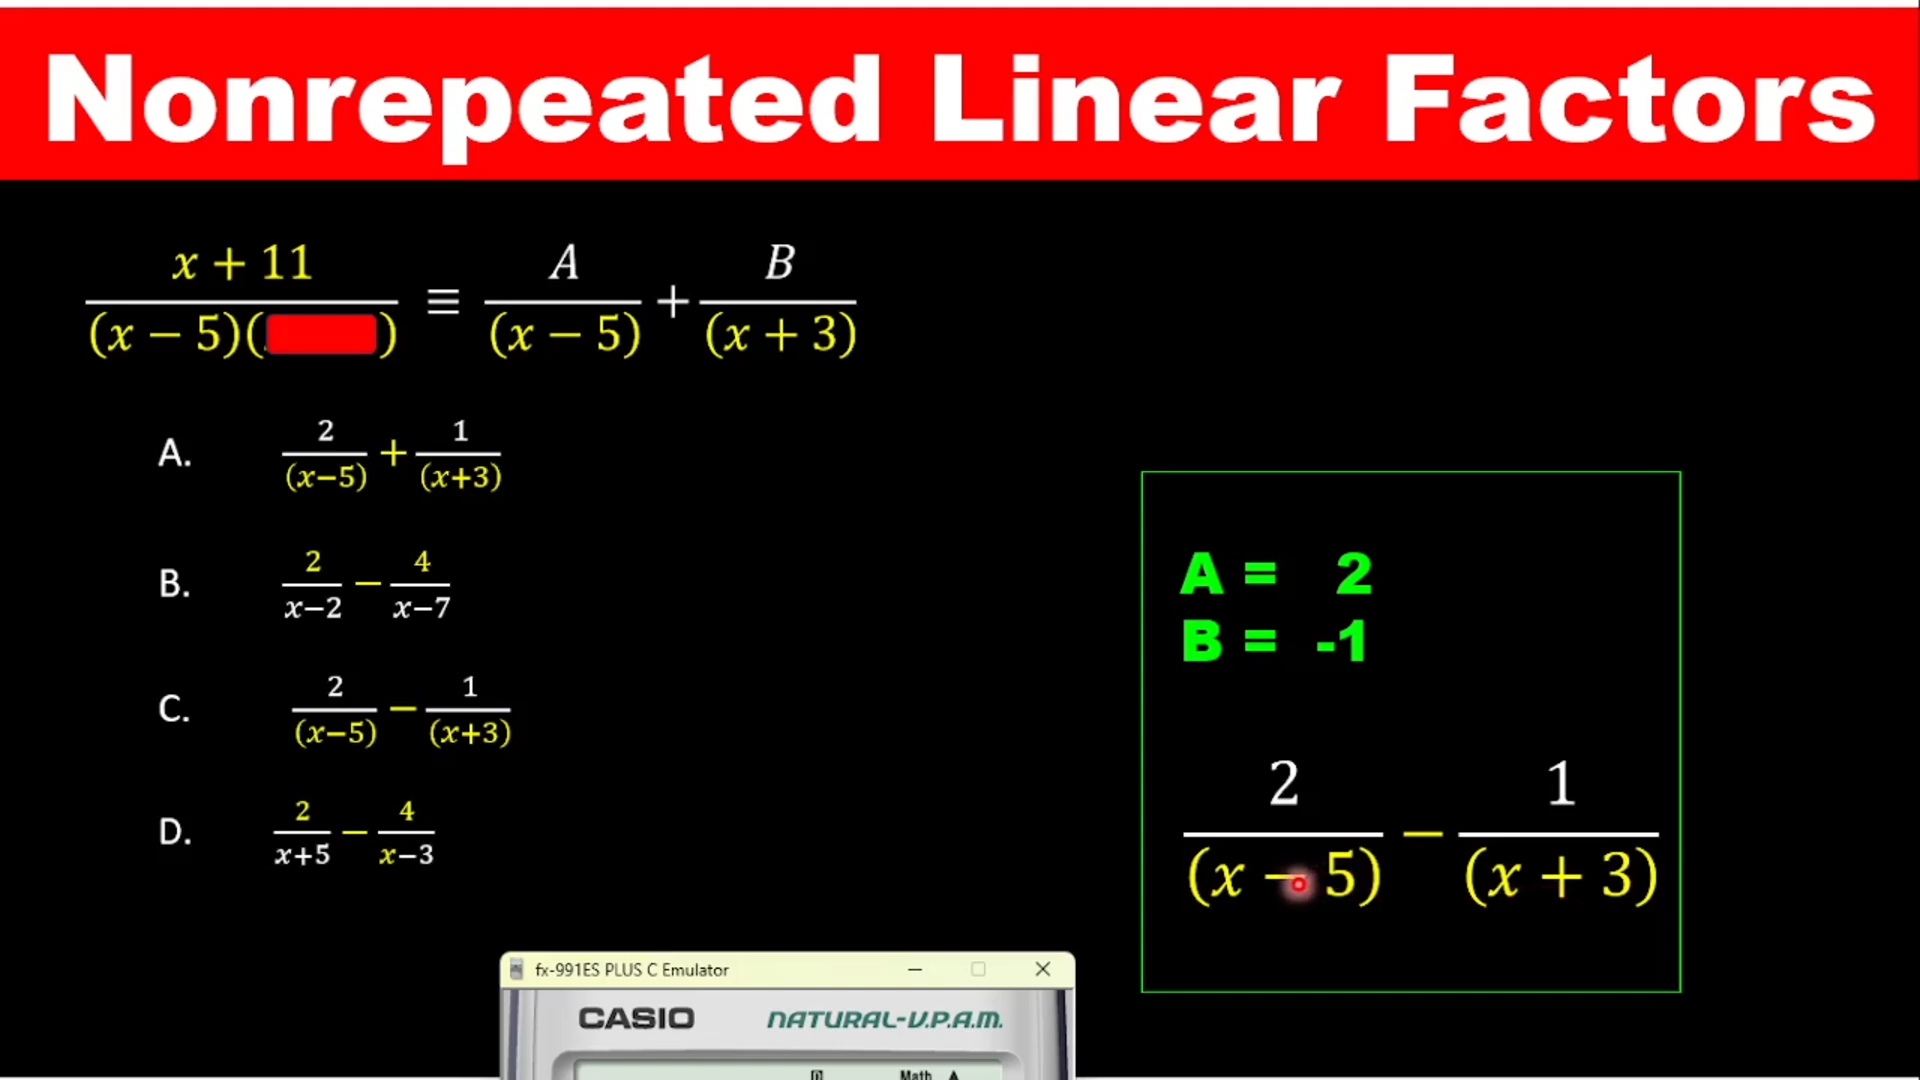 Nonrepeated Linear Factors
x + 11 / (x − 5)( ) ≡ A / (x − 5) + B / (x + 3)
A. 2 / (x−5) + 1 / (x+3)
B. 2 / x−2 − 4 / x−7
C. 2 / (x−5) − 1 / (x+3)
D. 2 / x+5 − 4 / x−3
A = 2
B = -1
2 / (x − 5) − 1 / (x + 3)
fx-991ES PLUS C Emulator
CASIO NATURAL-V.P.A.M.
Math